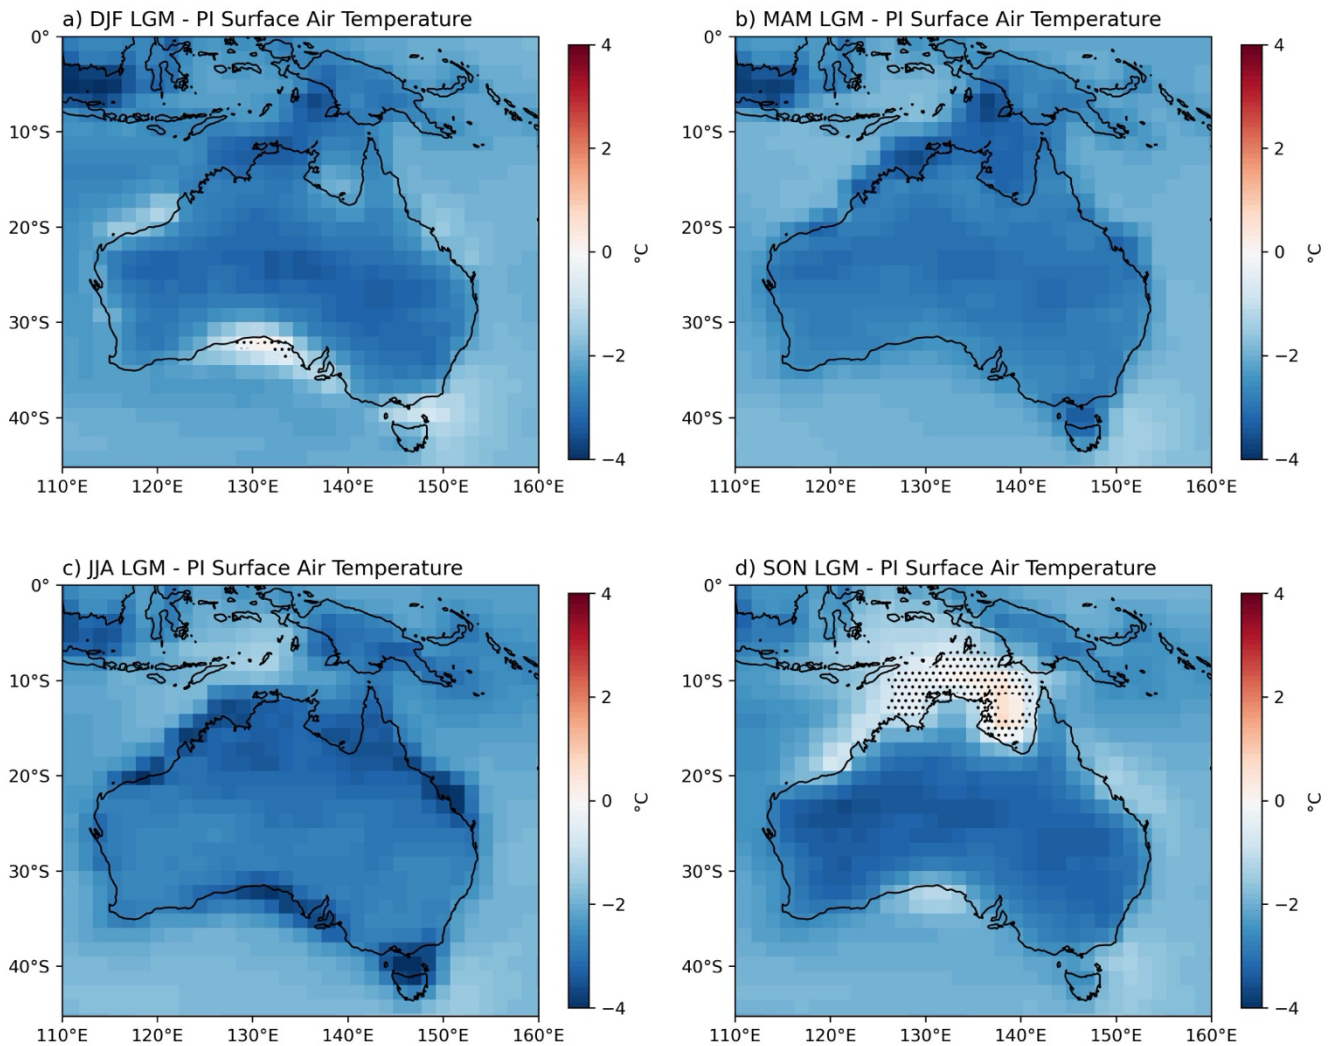 a) DJF LGM - PI Surface Air Temperature
0°
10°S
20°S
30°S
40°S
110°E 120°E 130°E 140°E 150°E 160°E
4
2
0
−2
−4
°C
b) MAM LGM - PI Surface Air Temperature
0°
10°S
20°S
30°S
40°S
110°E 120°E 130°E 140°E 150°E 160°E
4
2
0
−2
−4
°C
c) JJA LGM - PI Surface Air Temperature
0°
10°S
20°S
30°S
40°S
110°E 120°E 130°E 140°E 150°E 160°E
4
2
0
−2
−4
°C
d) SON LGM - PI Surface Air Temperature
0°
10°S
20°S
30°S
40°S
110°E 120°E 130°E 140°E 150°E 160°E
4
2
0
−2
−4
°C